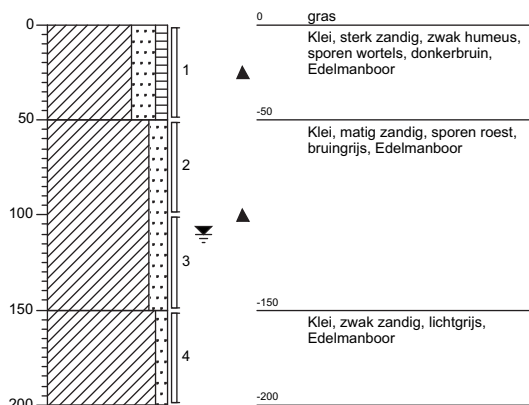 0
50
100
150
200
1
2
3
4
0
gras
Klei, sterk zandig, zwak humeus,
sporen wortels, donkerbruin,
Edelmanboor
-50
Klei, matig zandig, sporen roest,
bruingrijs, Edelmanboor
-150
Klei, zwak zandig, lichtgrijs,
Edelmanboor
-200